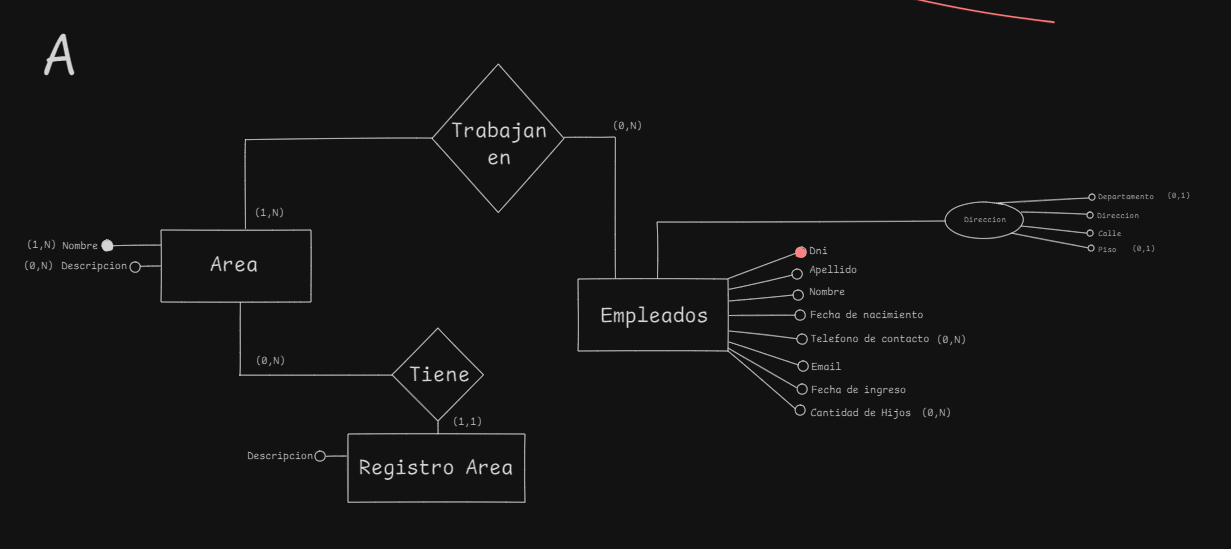 A
Trabajan
en
(0,N)
(1,N)
(1,N) Nombre
(0,N) Descripcion
Area
(0,N)
Tiene
(1,1)
Descripcion
Registro Area
Empleados
Direccion
Departamento (0,1)
Direccion
Calle
Piso (0,1)
Dni
Apellido
Nombre
Fecha de nacimiento
Telefono de contacto (0,N)
Email
Fecha de ingreso
Cantidad de Hijos (0,N)